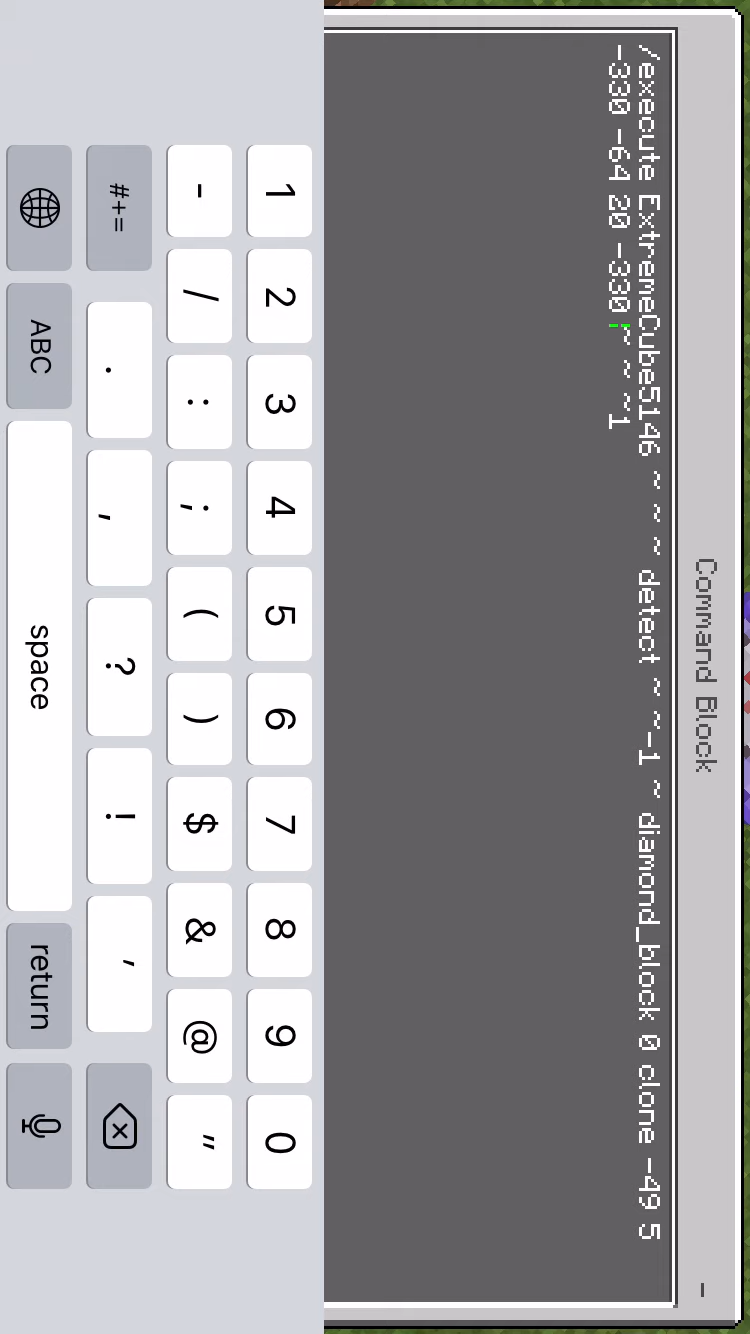 Command Block
-
/execute ExtremeCube5146 ~ ~ ~ detect ~ ~-1 ~ diamond_block 0 clone -49 5
-330 -64 20 -330 ~ ~ ~1
1 2 3 4 5 6 7 8 9 0
- / : ; ( ) $ & @ "
#+= . , ? ! '
ABC space return